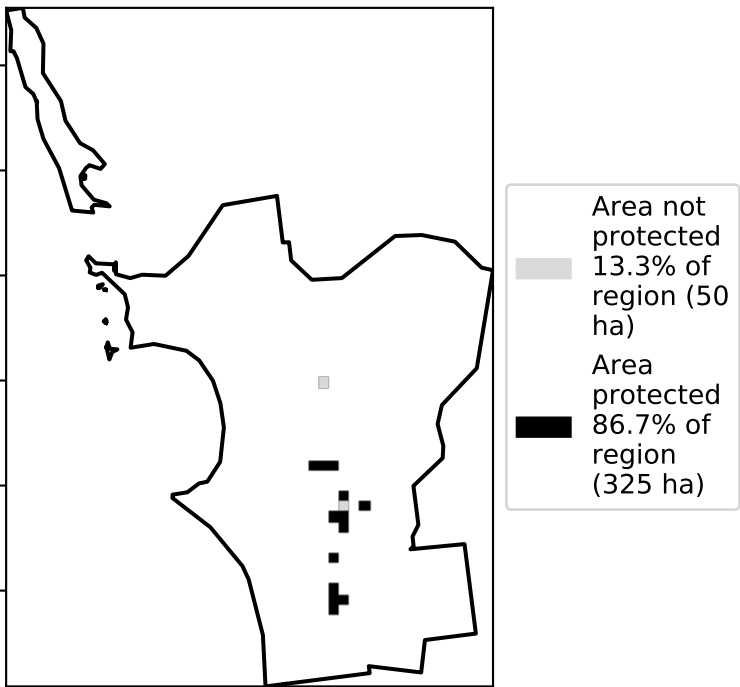 Area not
protected
13.3% of
region (50
ha)
Area
protected
86.7% of
region
(325 ha)